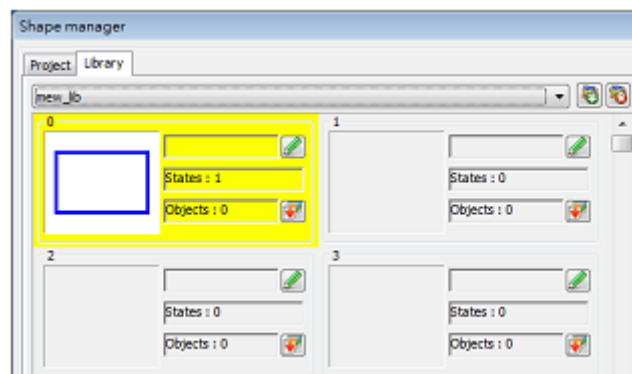 Shape manager
Project Library
mew_lib
0
States : 1
Objects : 0
1
States : 0
Objects : 0
2
States : 0
Objects : 0
3
States : 0
Objects : 0